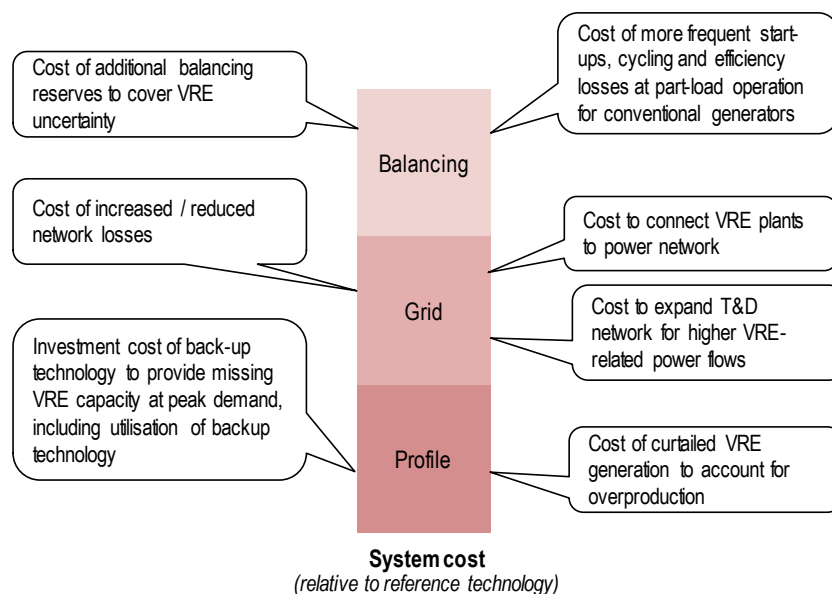 Cost of additional balancing
reserves to cover VRE
uncertainty
Cost of more frequent start-
ups, cycling and efficiency
losses at part-load operation
for conventional generators
Balancing
Cost of increased / reduced
network losses
Cost to connect VRE plants
to power network
Grid
Cost to expand T&D
network for higher VRE-
related power flows
Investment cost of back-up
technology to provide missing
VRE capacity at peak demand,
including utilisation of backup
technology
Profile
Cost of curtailed VRE
generation to account for
overproduction
System cost
(relative to reference technology)